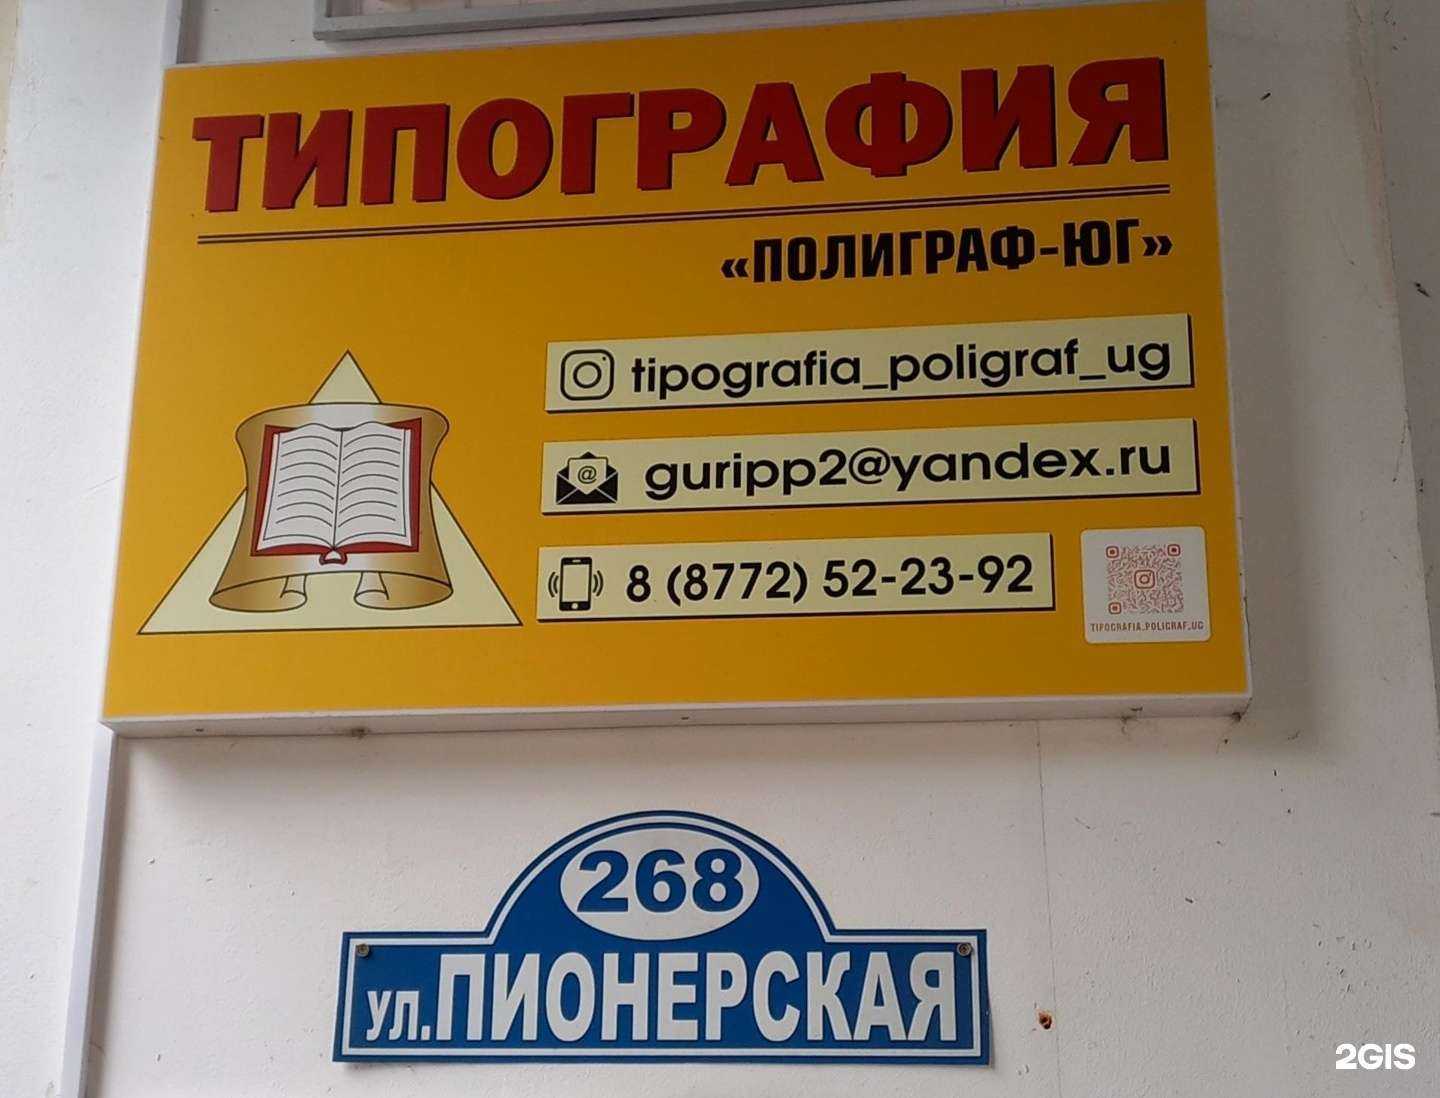 ТИПОГРАФИЯ
«ПОЛИГРАФ-ЮГ»
tipografia_poligraf_ug
@ guripp2@yandex.ru
8 (8772) 52-23-92
TIPOGRAFIA_POLIGRAF_UG
268
ул.ПИОНЕРСКАЯ
2GIS